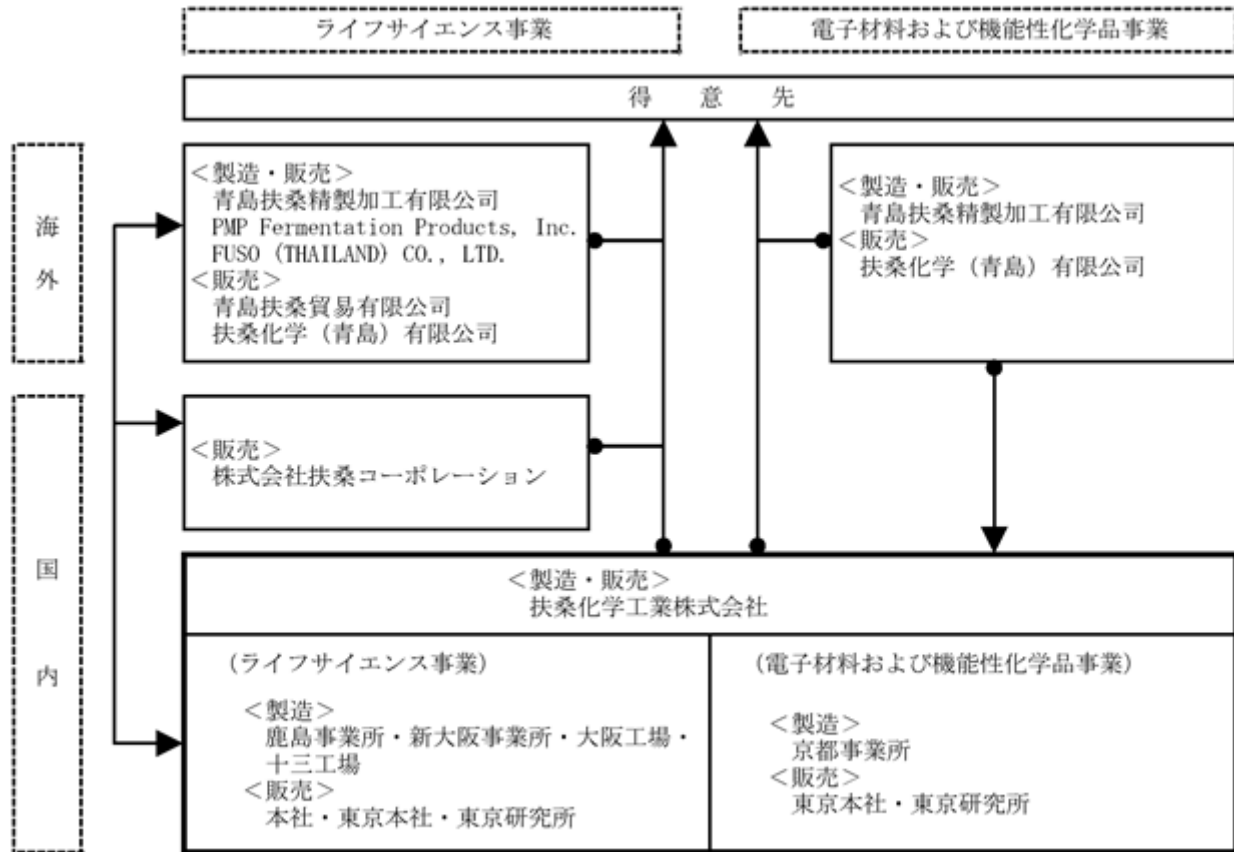 ライフサイエンス事業
電子材料および機能性化学品事業
得意先
海外
＜製造・販売＞
青島扶桑精製加工有限公司
PMP Fermentation Products, Inc.
FUSO (THAILAND) CO., LTD.
＜販売＞
青島扶桑貿易有限公司
扶桑化学（青島）有限公司
＜製造・販売＞
青島扶桑精製加工有限公司
＜販売＞
扶桑化学（青島）有限公司
国内
＜販売＞
株式会社扶桑コーポレーション
＜製造・販売＞
扶桑化学工業株式会社
（ライフサイエンス事業）
＜製造＞
鹿島事業所・新大阪事業所・大阪工場・
十三工場
＜販売＞
本社・東京本社・東京研究所
（電子材料および機能性化学品事業）
＜製造＞
京都事業所
＜販売＞
東京本社・東京研究所